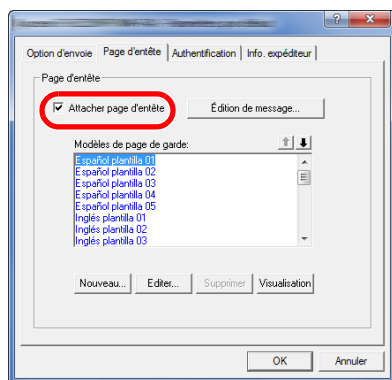 Option d'envoie Page d'entête Authentification Info. expéditeur
Page d'entête
Attacher page d'entête Édition de message...
Modèles de page de garde:
Español plantilla 01
Español plantilla 02
Español plantilla 03
Español plantilla 04
Español plantilla 05
Inglés plantilla 01
Inglés plantilla 02
Inglés plantilla 03
Nouveau... Editer... Supprimer Visualisation
OK Annuler